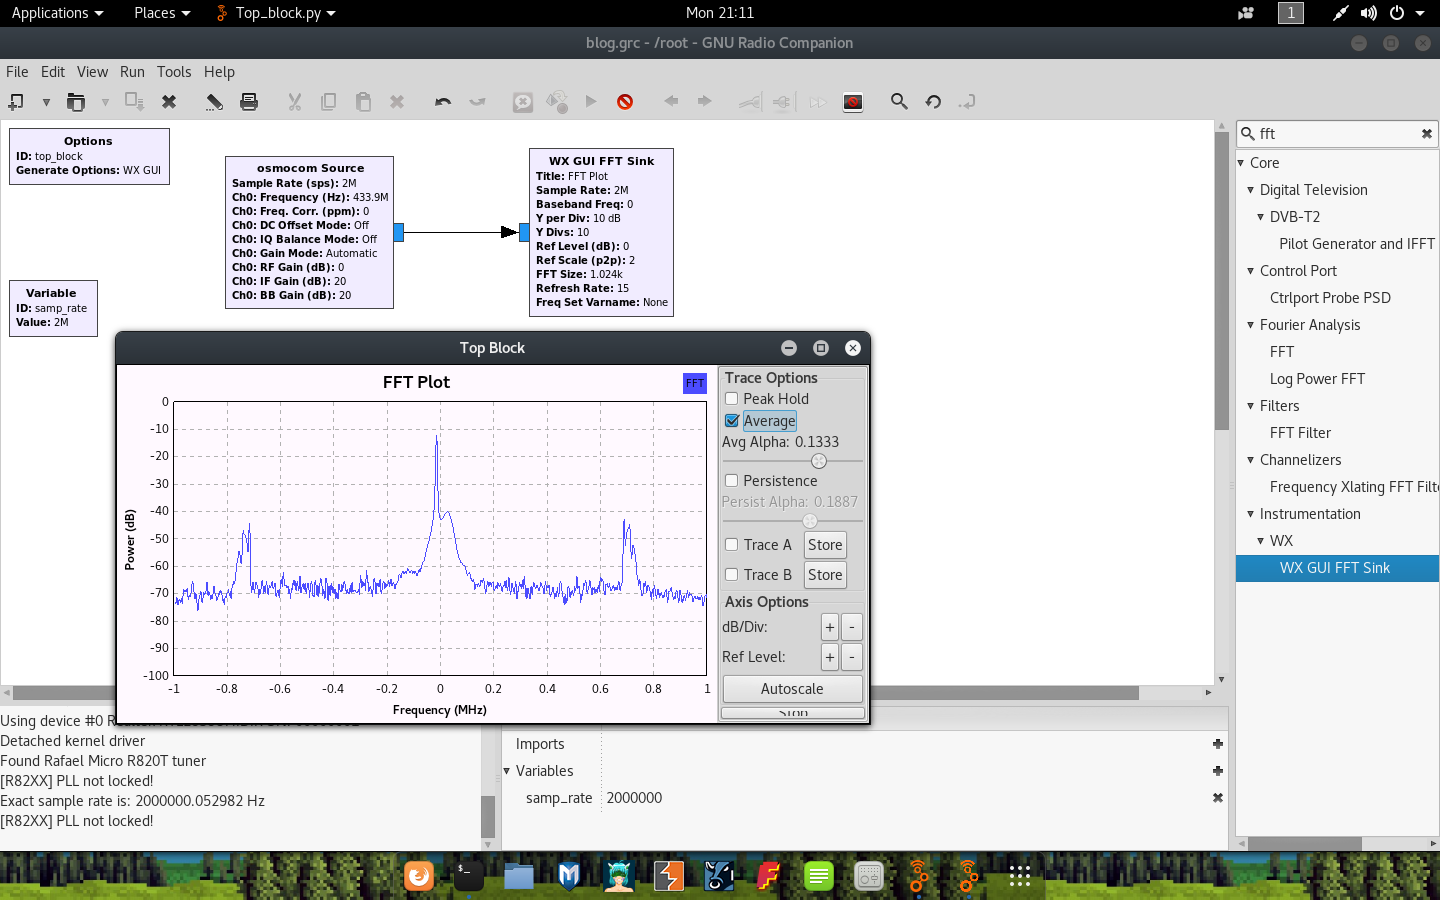 Applications Places Top_block.py Mon 21:11 1
blog.grc - /root - GNU Radio Companion
File Edit View Run Tools Help
Options
ID: top_block
Generate Options: WX GUI
Variable
ID: samp_rate
Value: 2M
osmocom Source
Sample Rate (sps): 2M
Ch0: Frequency (Hz): 433.9M
Ch0: Freq. Corr. (ppm): 0
Ch0: DC Offset Mode: Off
Ch0: IQ Balance Mode: Off
Ch0: Gain Mode: Automatic
Ch0: RF Gain (dB): 0
Ch0: IF Gain (dB): 20
Ch0: BB Gain (dB): 20
WX GUI FFT Sink
Title: FFT Plot
Sample Rate: 2M
Baseband Freq: 0
Y per Div: 10 dB
Y Divs: 10
Ref Level (dB): 0
Ref Scale (p2p): 2
FFT Size: 1.024k
Refresh Rate: 15
Freq Set Varname: None
fft
Core
Digital Television
DVB-T2
Pilot Generator and IFFT
Control Port
Ctrlport Probe PSD
Fourier Analysis
FFT
Log Power FFT
Filters
FFT Filter
Channelizers
Frequency Xlating FFT
Instrumentation
WX
WX GUI FFT Sink
Top Block
FFT Plot
FFT
0
-10
-20
-30
-40
-50
-60
-70
-80
-90
-100
Power (dB)
-1 -0.8 -0.6 -0.4 -0.2 0 0.2 0.4 0.6 0.8 1
Frequency (MHz)
Trace Options
Peak Hold
Average
Avg Alpha: 0.1333
Persistence
Persist Alpha: 0.1887
Trace A Store
Trace B Store
Axis Options
dB/Div: + -
Ref Level: + -
Autoscale
Stop
Using device #0
Detached kernel driver
Found Rafael Micro R820T tuner
[R82XX] PLL not locked!
Exact sample rate is: 2000000.052982 Hz
[R82XX] PLL not locked!
Imports
Variables
samp_rate 2000000